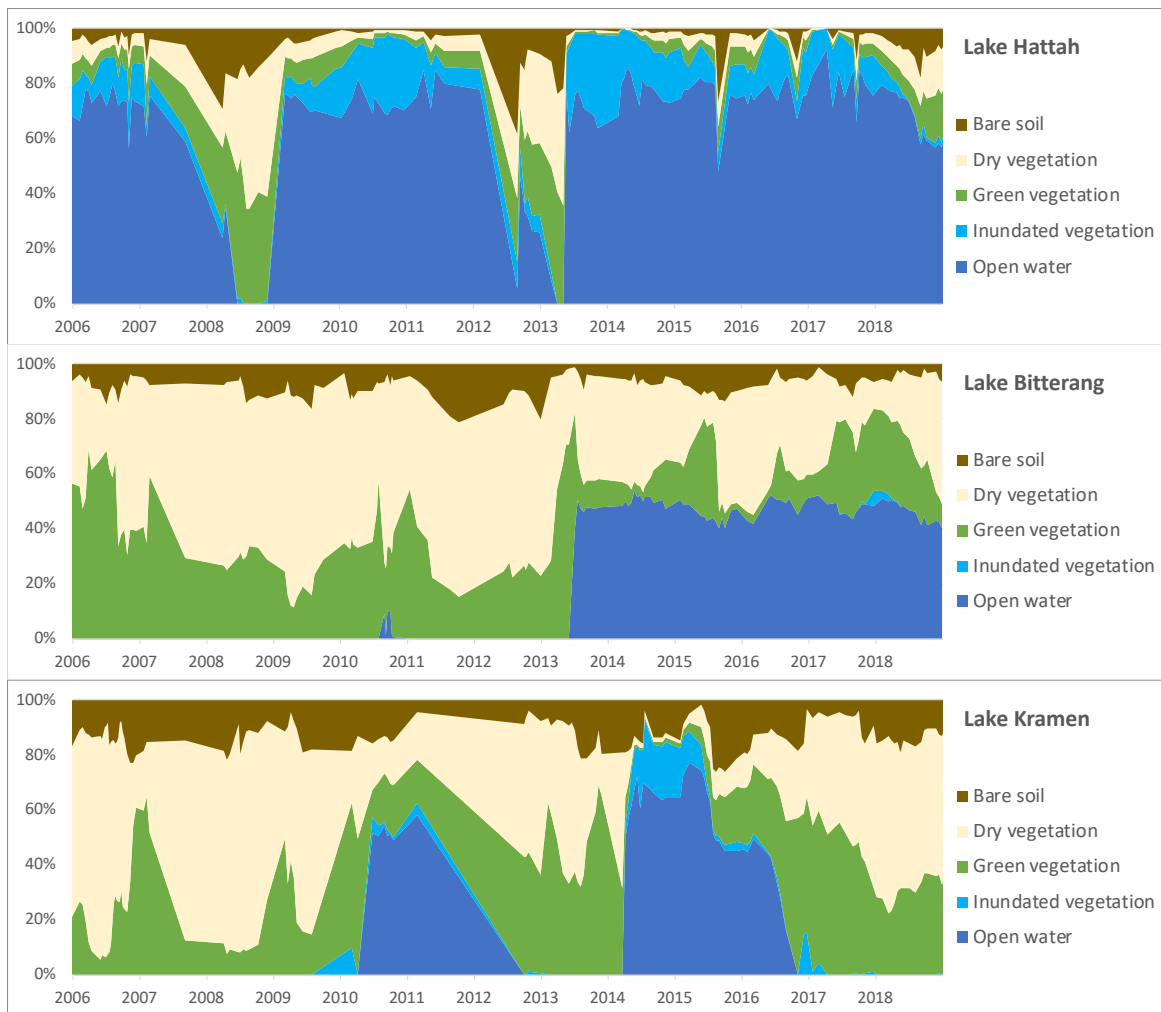 Lake Hattah
100%
80%
60%
40%
20%
0%
2006 2007 2008 2009 2010 2011 2012 2013 2014 2015 2016 2017 2018
Bare soil
Dry vegetation
Green vegetation
Inundated vegetation
Open water
Lake Bitterang
100%
80%
60%
40%
20%
0%
2006 2007 2008 2009 2010 2011 2012 2013 2014 2015 2016 2017 2018
Bare soil
Dry vegetation
Green vegetation
Inundated vegetation
Open water
Lake Kramen
100%
80%
60%
40%
20%
0%
2006 2007 2008 2009 2010 2011 2012 2013 2014 2015 2016 2017 2018
Bare soil
Dry vegetation
Green vegetation
Inundated vegetation
Open water